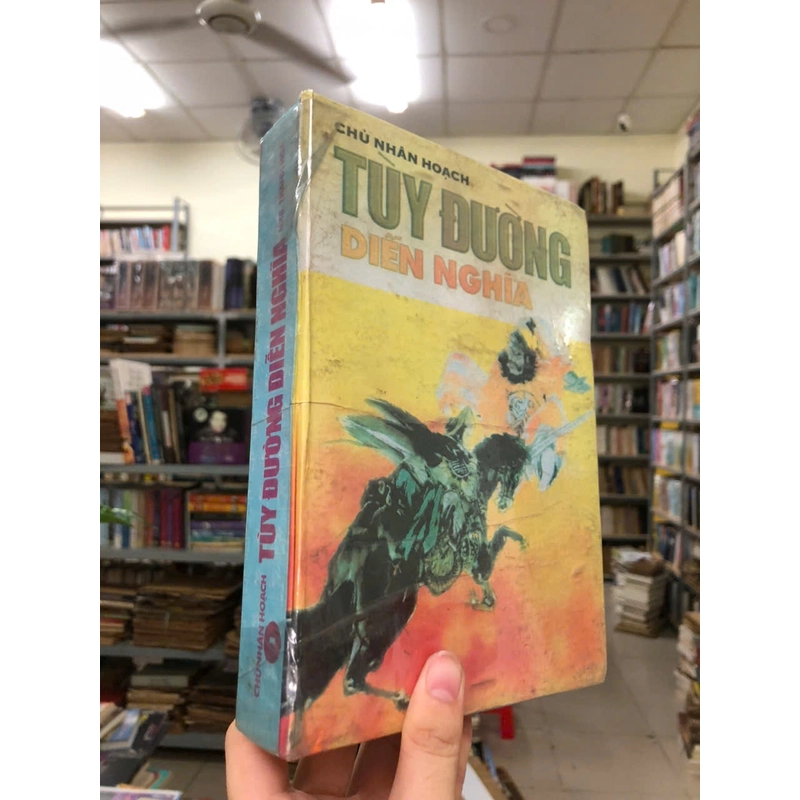 CHỦ NHÂN HOẠCH
TÙY ĐƯỜNG
DIỄN NGHĨA
TÙY ĐƯỜNG DIỄN NGHĨA
CHỦ NHÂN HOẠCH